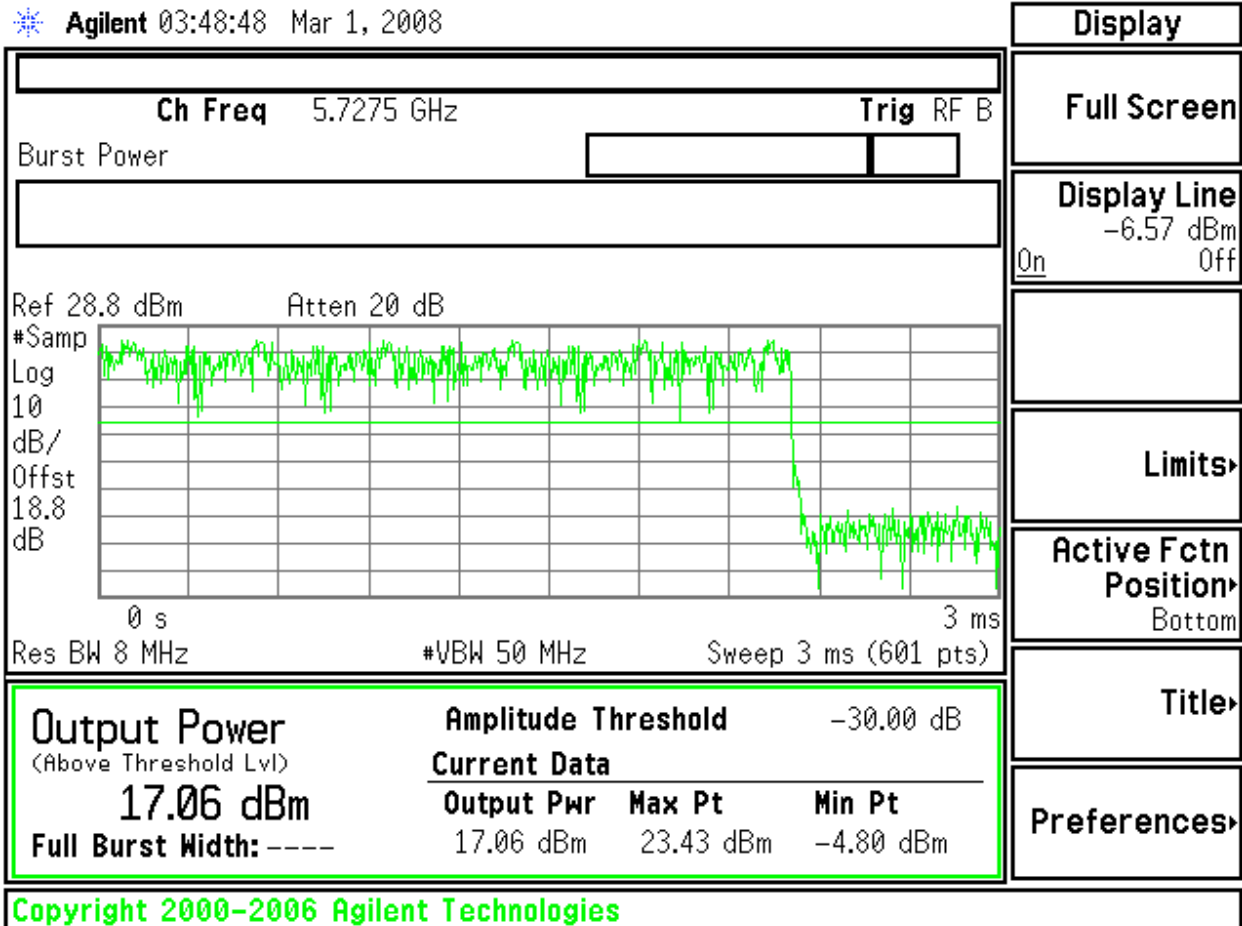 Agilent 03:48:48 Mar 1, 2008
Display
Ch Freq 5.7275 GHz Trig RF B
Burst Power
Full Screen
Display Line
-6.57 dBm
On Off
Ref 28.8 dBm Atten 20 dB
#Samp
Log
10
dB/
Offst
18.8
dB
0 s 3 ms
Res BW 8 MHz #VBW 50 MHz Sweep 3 ms (601 pts)
Limits
Active Fctn
Position
Bottom
Title
Preferences
Output Power
(Above Threshold Lvl)
17.06 dBm
Full Burst Width: ----
Amplitude Threshold -30.00 dB
Current Data
Output Pwr Max Pt Min Pt
17.06 dBm 23.43 dBm -4.80 dBm
Copyright 2000-2006 Agilent Technologies